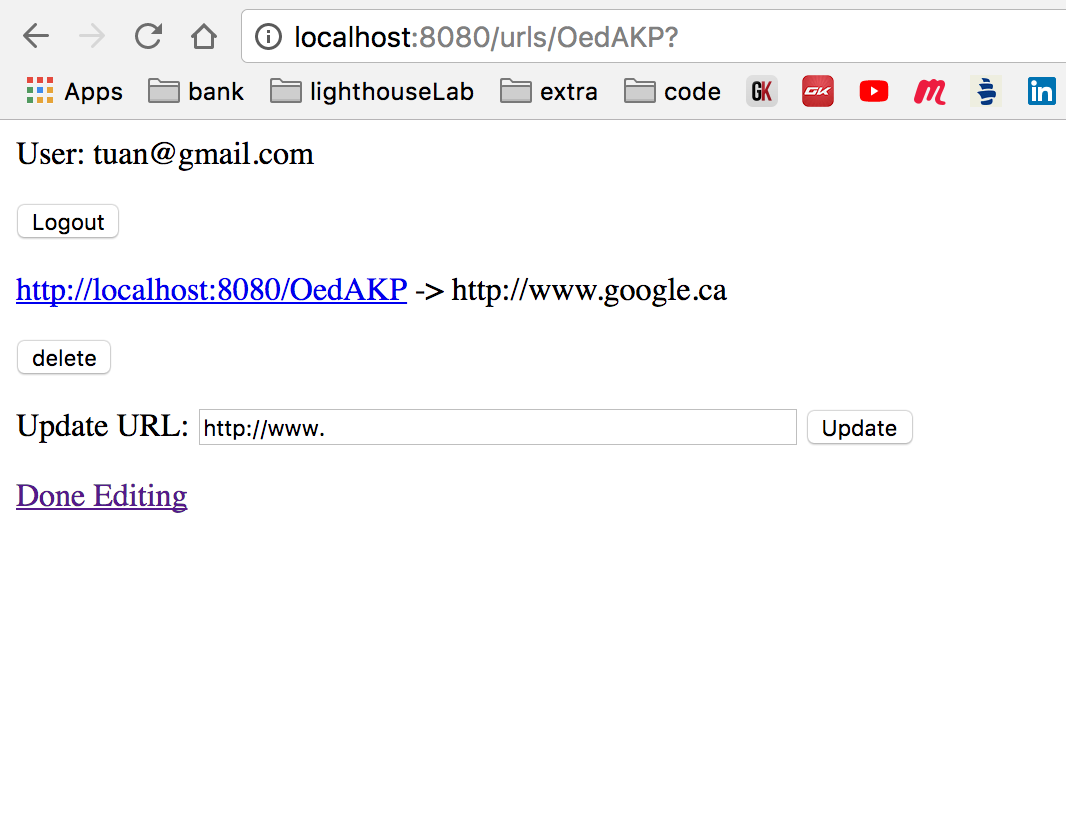 localhost:8080/urls/OedAKP?
Apps bank lighthouseLab extra code GK GK m in
User: tuan@gmail.com
Logout
http://localhost:8080/OedAKP -> http://www.google.ca
delete
Update URL: http://www. Update
Done Editing